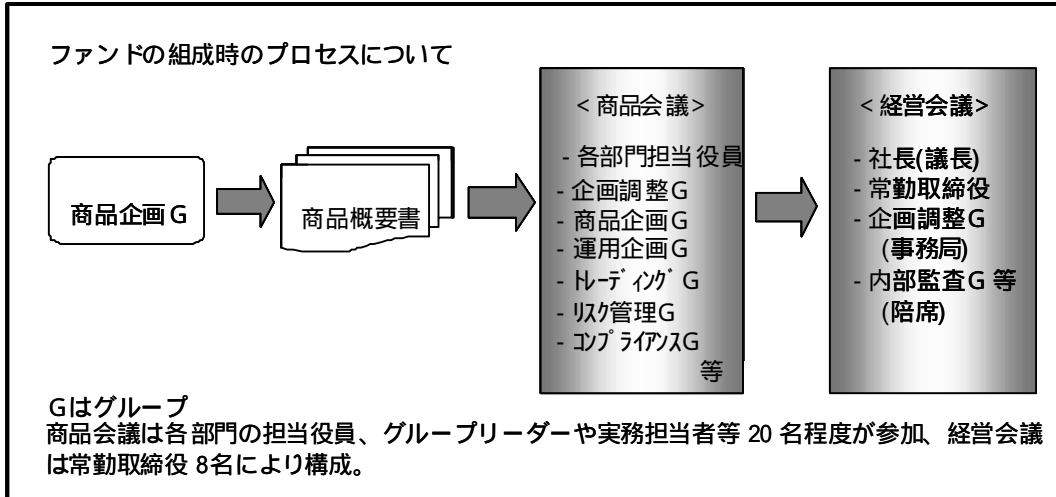 ファンドの組成時のプロセスについて
商品企画G
商品概要書
<商品会議>
- 各部門担当役員
- 企画調整G
- 商品企画G
- 運用企画G
- ﾄﾚｰﾃﾞｨﾝｸﾞG
- ﾘｽｸ管理G
- ｺﾝﾌﾟﾗｲｱﾝｽG
等
<経営会議>
- 社長(議長)
- 常勤取締役
- 企画調整G
(事務局)
- 内部監査G 等
(陪席)
Gはグループ
商品会議は各部門の担当役員、グループリーダーや実務担当者等 20 名程度が参加、経営会議
は常勤取締役 8名により構成。